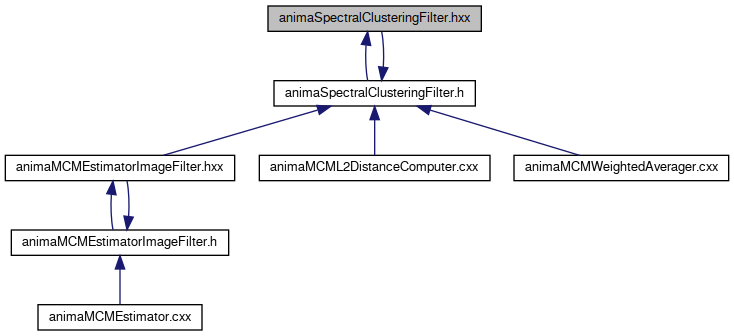 animaSpectralClusteringFilter.hxx
animaSpectralClusteringFilter.h
animaMCMEstimatorImageFilter.hxx
animaMCML2DistanceComputer.cxx
animaMCMWeightedAverager.cxx
animaMCMEstimatorImageFilter.h
animaMCMEstimator.cxx